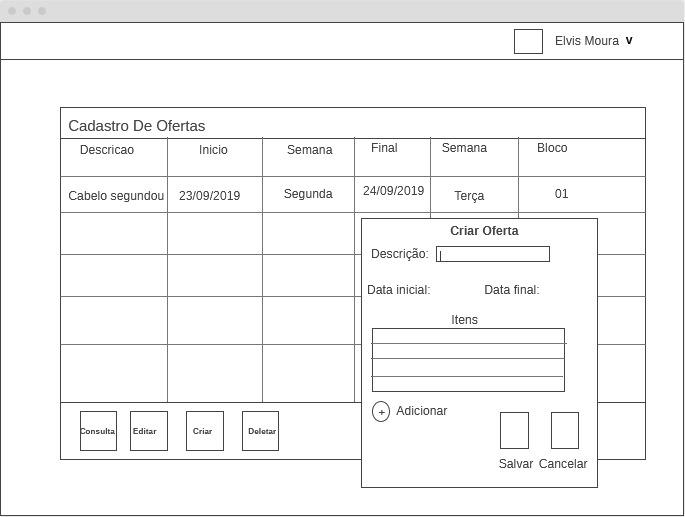 Elvis Moura v
Cadastro De Ofertas
Descricao Inicio Semana Final Semana Bloco
Cabelo segundou 23/09/2019 Segunda 24/09/2019 Terça 01
Criar Oferta
Descrição:
Data inicial: Data final:
Itens
+ Adicionar
Salvar Cancelar
Consulta Editar Criar Deletar